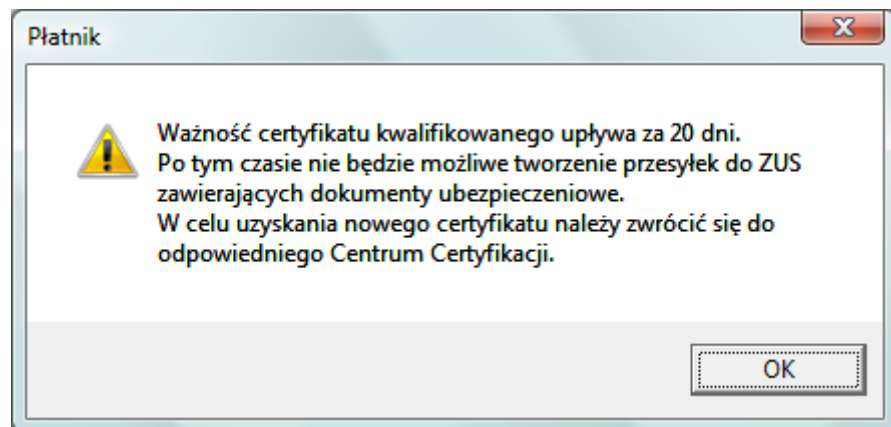 Płatnik
Ważność certyfikatu kwalifikowanego upływa za 20 dni.
Po tym czasie nie będzie możliwe tworzenie przesyłek do ZUS
zawierających dokumenty ubezpieczeniowe.
W celu uzyskania nowego certyfikatu należy zwrócić się do
odpowiedniego Centrum Certyfikacji.
OK